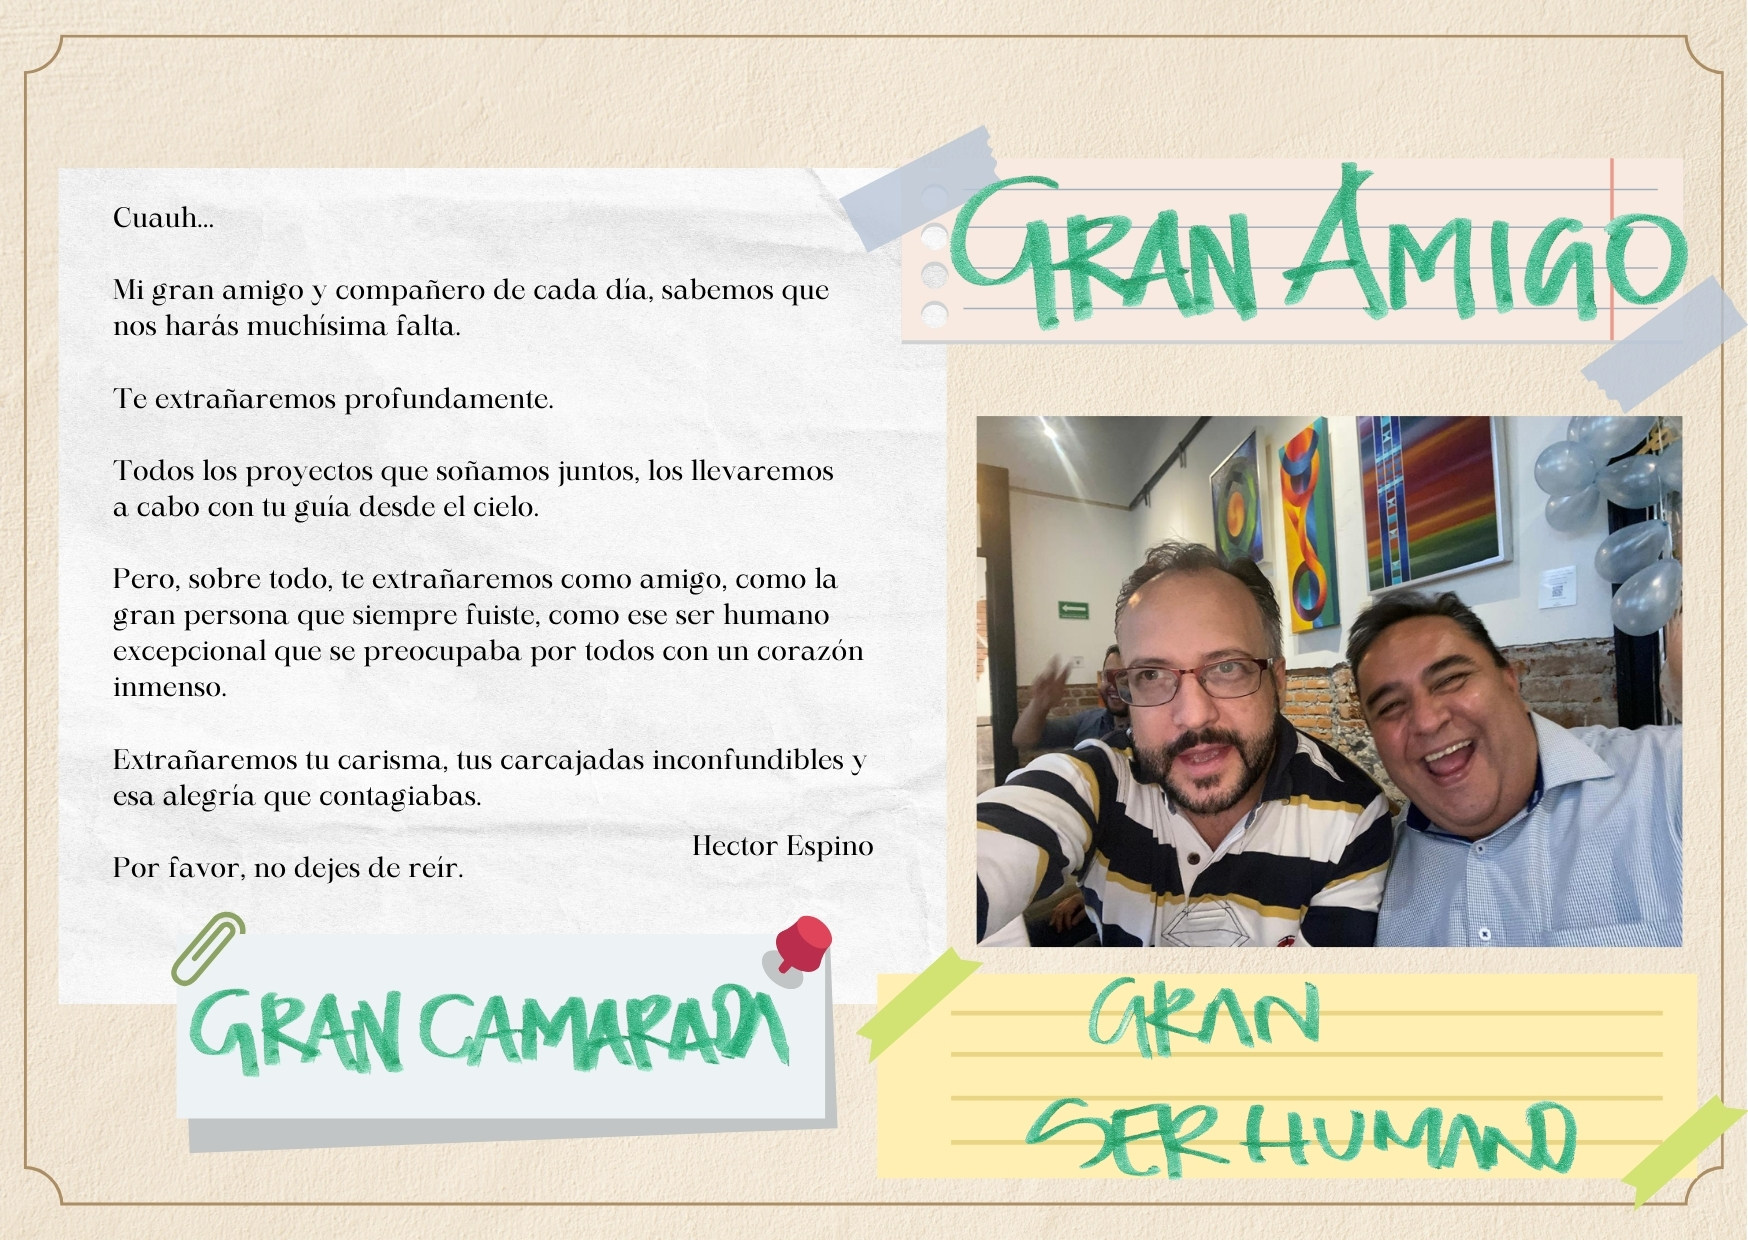 Cuauh...
Mi gran amigo y compañero de cada día, sabemos que
nos harás muchísima falta.
Te extrañaremos profundamente.
Todos los proyectos que soñamos juntos, los llevaremos
a cabo con tu guía desde el cielo.
Pero, sobre todo, te extrañaremos como amigo, como la
gran persona que siempre fuiste, como ese ser humano
excepcional que se preocupaba por todos con un corazón
inmenso.
Extrañaremos tu carisma, tus carcajadas inconfundibles y
esa alegría que contagiabas.
Hector Espino
Por favor, no dejes de reír.
GRAN CAMARADA
GRAN AMIGO
GRAN
SER HUMANO